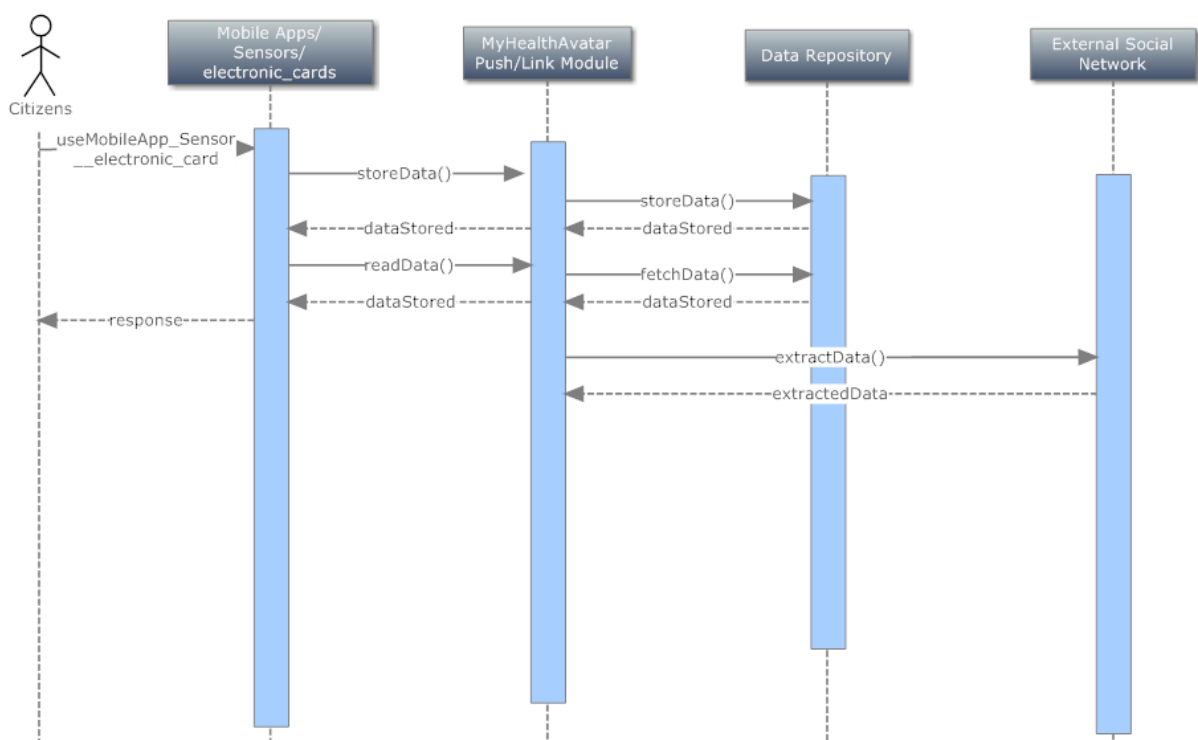 Mobile Apps/
Sensors/
electronic_cards
MyHealthAvatar
Push/Link Module
Data Repository
External Social
Network
Citizens
useMobileApp_Sensor
__electronic_card
storeData()
storeData()
dataStored
dataStored
readData()
fetchData()
dataStored
dataStored
response
extractData()
extractedData